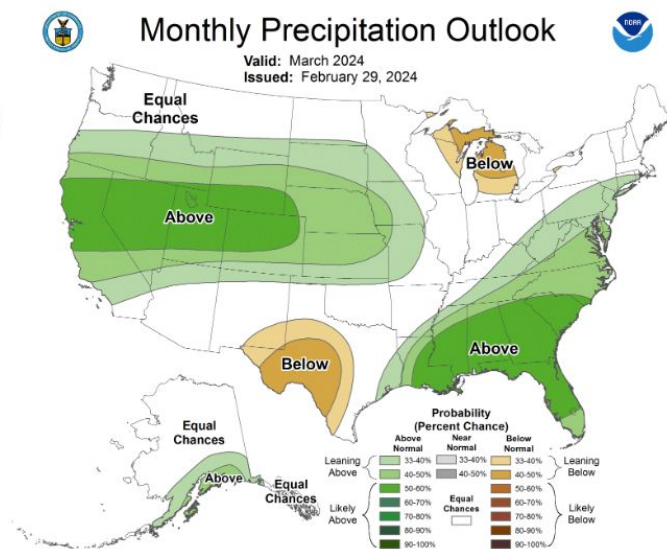 Monthly Precipitation Outlook
NOAA
Valid: March 2024
Issued: February 29, 2024
Equal
Chances
Below
Above
Above
Below
Equal
Chances
Above
Equal
Chances
Probability
(Percent Chance)
Above
Normal
Near
Normal
Below
Normal
Leaning
Above
33-40% 33-40% 33-40%
40-50% 40-50% 40-50%
Leaning
Below
Likely
Above
50-60% 50-60%
60-70% 60-70%
70-80% 70-80%
80-90% 80-90%
90-100% 90-100%
Equal
Chances
Likely
Below